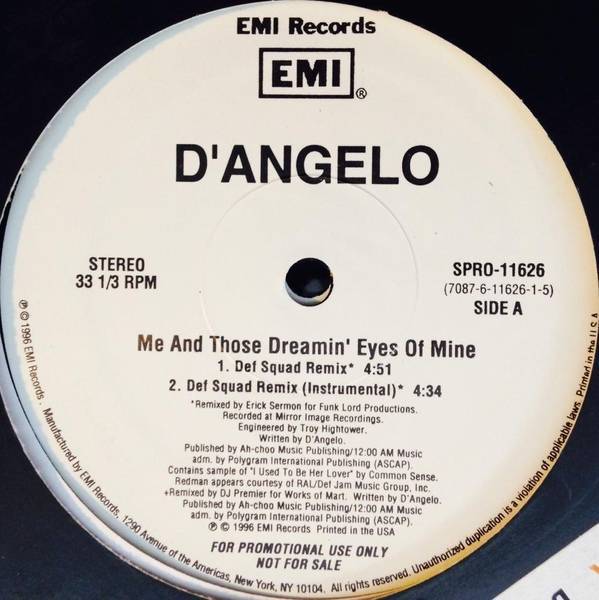 EMI Records
EMI®
D'ANGELO
STEREO
33 1/3 RPM
SPRO-11626
(7087-6-11626-1-5)
SIDE A
Me And Those Dreamin' Eyes Of Mine
1. Def Squad Remix* 4:51
2. Def Squad Remix (Instrumental)* 4:34
*Remixed by Erick Sermon for Funk Lord Productions.
Recorded at Mirror Image Recordings.
Engineered by Troy Hightower.
Written by D'Angelo.
Published by Ah-choo Music Publishing/12:00 AM Music
adm. by Polygram International Publishing (ASCAP).
Contains sample of "I Used To Be Her Lover" by Common Sense.
Redman appears courtesy of RAL/Def Jam Music Group, Inc.
+Remixed by DJ Premier for Works of Mart. Written by D'Angelo.
Published by Ah-choo Music Publishing/12:00 AM Music
adm. by Polygram International Publishing (ASCAP).
℗ © 1996 EMI Records Printed in the USA
FOR PROMOTIONAL USE ONLY
NOT FOR SALE
℗ © 1996 EMI Records. Manufactured by EMI Records, 1290 Avenue of the Americas, New York, NY 10104. All rights reserved. Unauthorized duplication is a violation of applicable laws. Printed in the U.S.A.